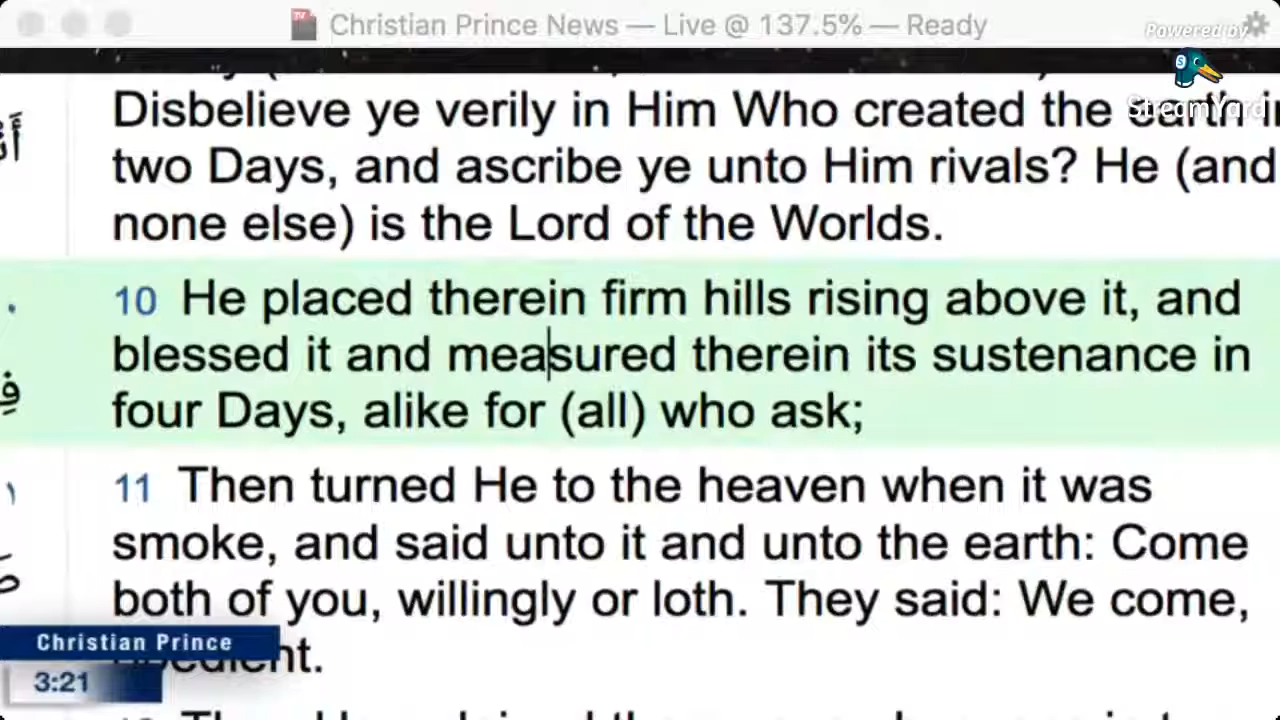 Christian Prince News — Live @ 137.5% — Ready
Powered by
StreamYard
Disbelieve ye verily in Him Who created the earth in
two Days, and ascribe ye unto Him rivals? He (and
none else) is the Lord of the Worlds.
10 He placed therein firm hills rising above it, and
blessed it and measured therein its sustenance in
four Days, alike for (all) who ask;
11 Then turned He to the heaven when it was
smoke, and said unto it and unto the earth: Come
both of you, willingly or loth. They said: We come,
obedient.
Christian Prince
3:21